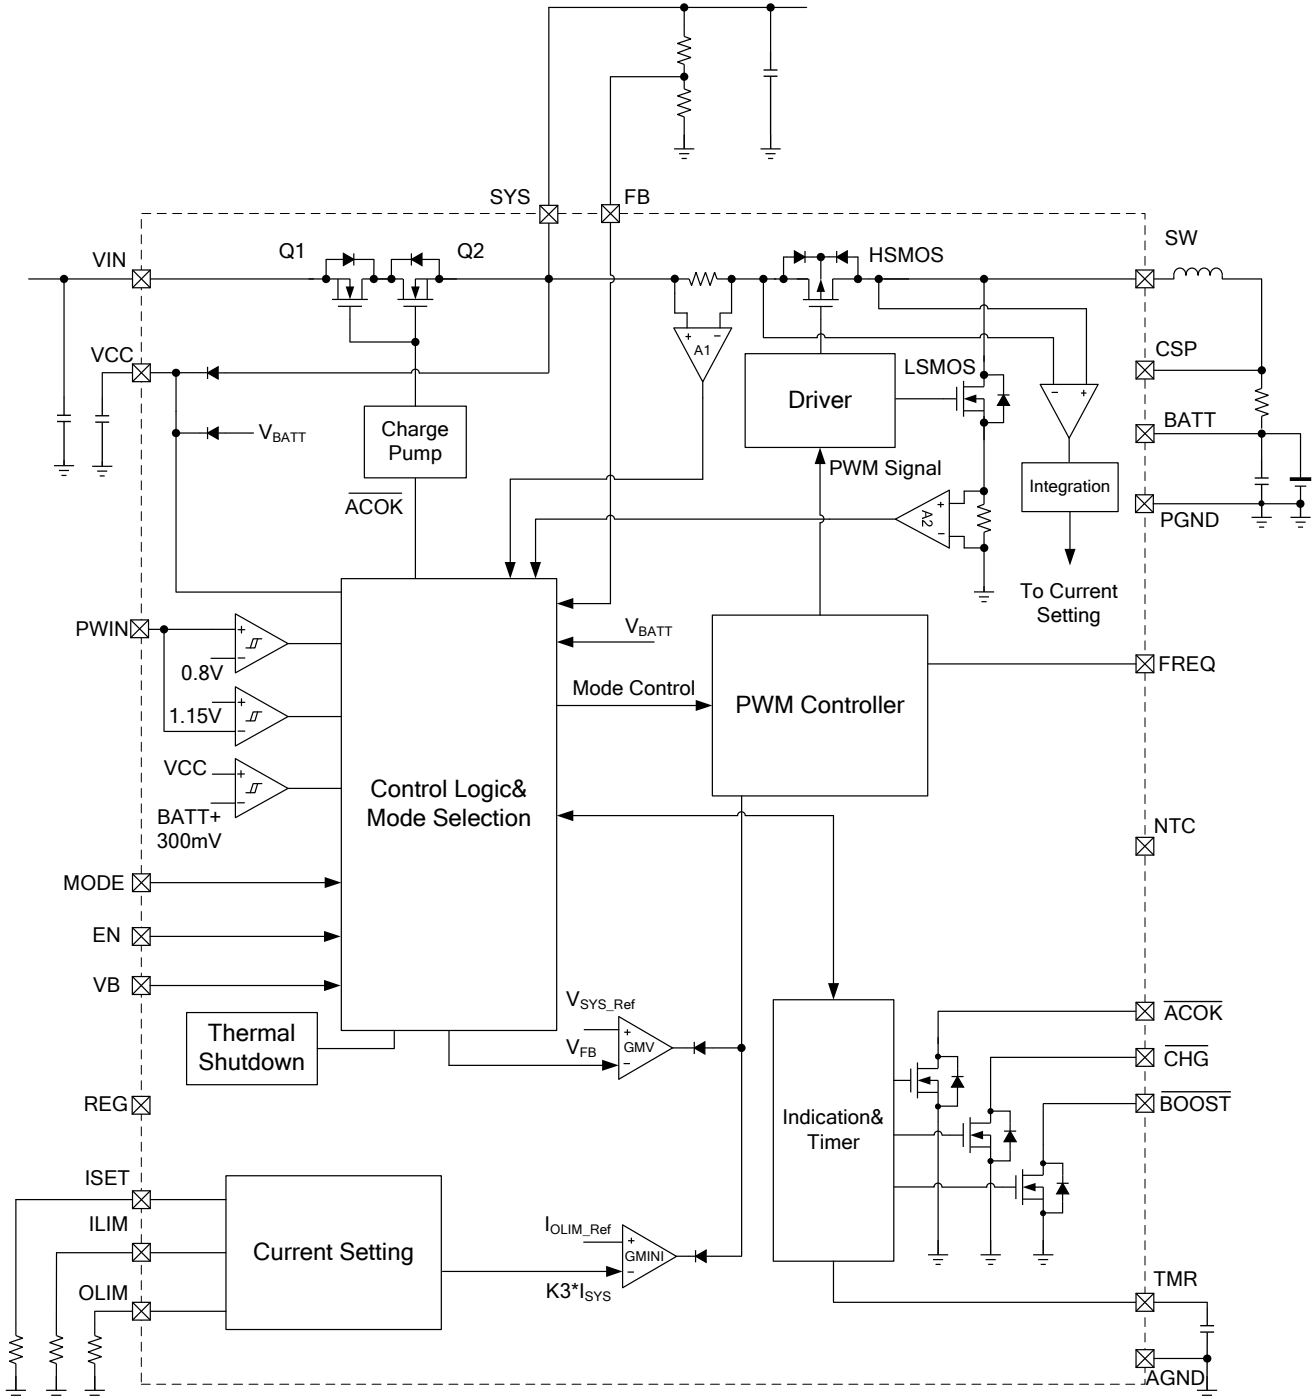 SYS
FB
SW
VIN
Q1
Q2
HSMOS
VCC
+ −
A1
CSP
LSMOS
Driver
− +
BATT
VBATT
Charge
Pump
PWM Signal
Integration
ACOK
+
A2
−
PGND
To Current
Setting
PWIN
+
−
0.8V
VBATT
FREQ
Mode Control
PWM Controller
+
1.15V
−
VCC
+
−
BATT+
300mV
Control Logic&
Mode Selection
NTC
MODE
EN
VB
VSYS_Ref
+
GMV
VFB
−
ACOK
Thermal
Shutdown
CHG
REG
BOOST
Indication&
Timer
ISET
ILIM
IOLIM_Ref
+
GMINI
−
Current Setting
K3*ISYS
OLIM
TMR
AGND